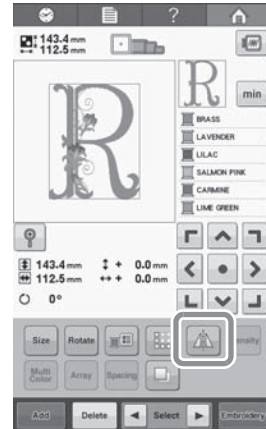 ?
143.4 mm
112.5 mm
min
BRASS
LAVENDER
LILAC
SALMON PINK
CARMINE
LIME GREEN
143.4 mm ↕ + 0.0 mm
112.5 mm ↔ + 0.0 mm
0°
Size Rotate
Multi Color Array Spacing
Add Delete Select Embroidery